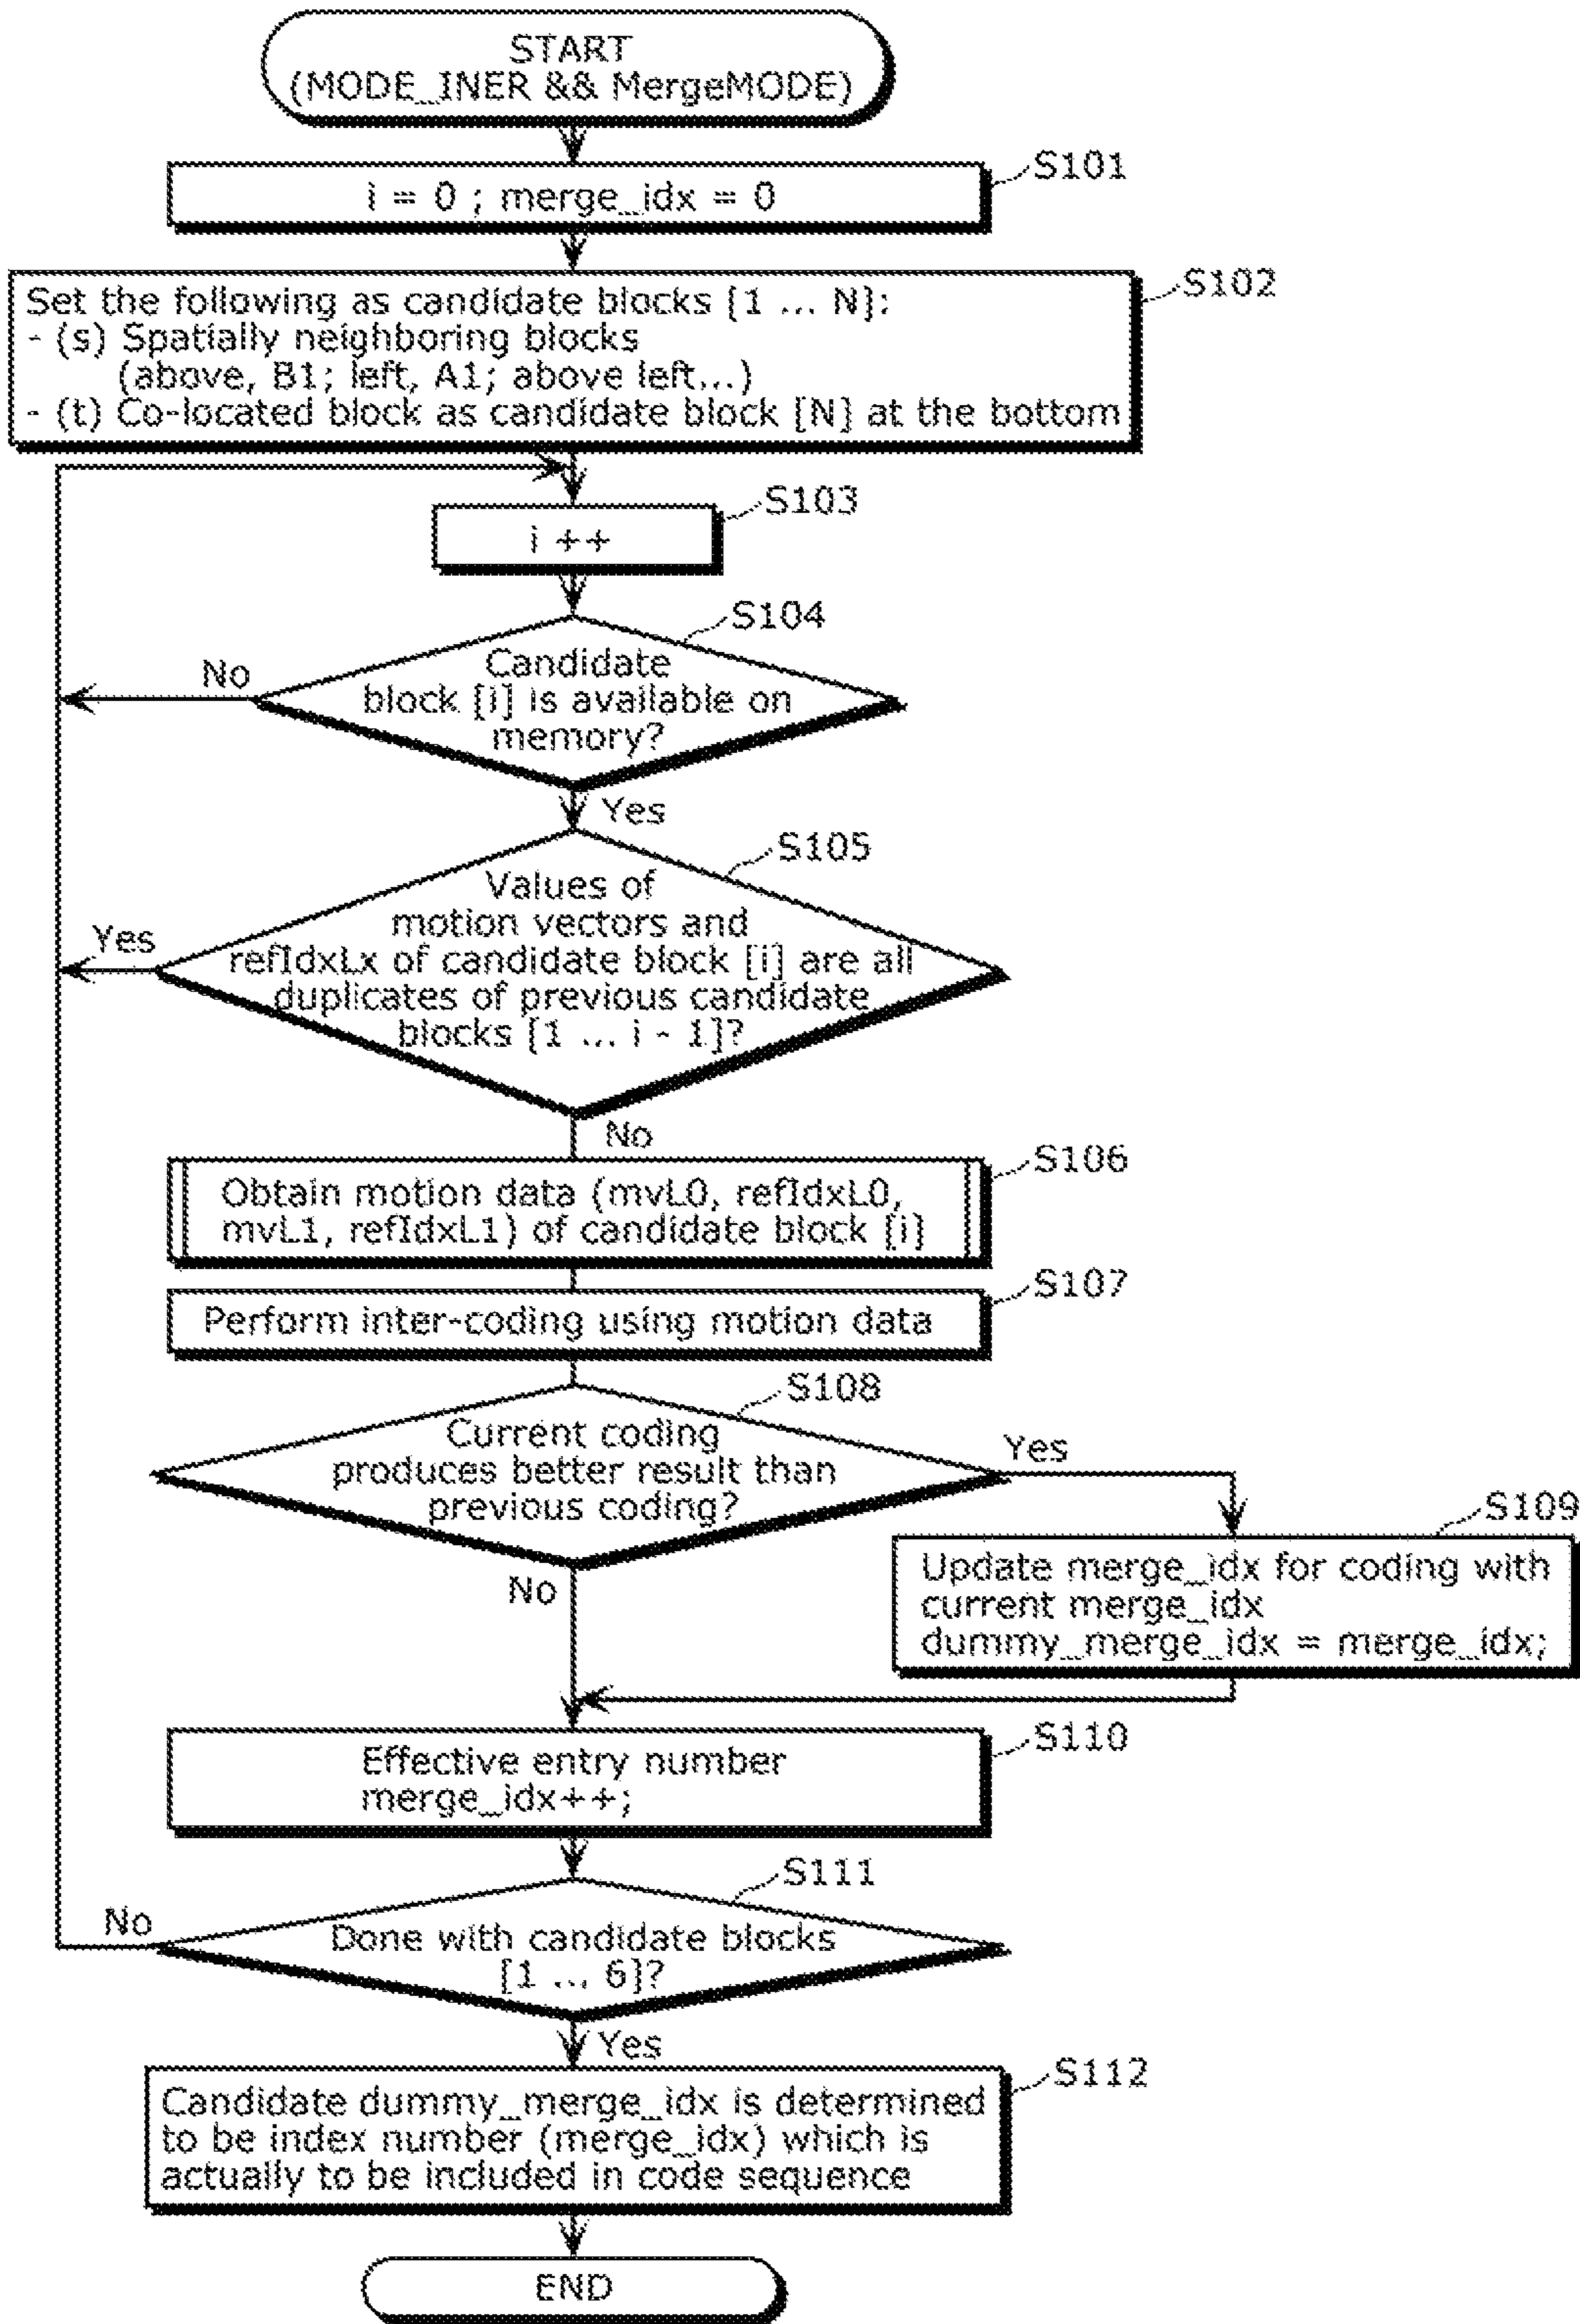 START
(MODE_INER && MergeMODE)
S101
i = 0 ; merge_idx = 0
S102
Set the following as candidate blocks [1 ... N]:
- (s) Spatially neighboring blocks
(above, B1; left, A1; above left...)
- (t) Co-located block as candidate block [N] at the bottom
S103
i ++
S104
Candidate
block [i] is available on
memory?
No
Yes
S105
Values of
motion vectors and
refIdxLx of candidate block [i] are all
duplicates of previous candidate
blocks [1 ... i - 1]?
Yes
No
S106
Obtain motion data (mvL0, refIdxL0,
mvL1, refIdxL1) of candidate block [i]
S107
Perform inter-coding using motion data
S108
Current coding
produces better result than
previous coding?
Yes
No
S109
Update merge_idx for coding with
current merge_idx
dummy_merge_idx = merge_idx;
S110
Effective entry number
merge_idx++;
S111
Done with candidate blocks
[1 ... 6]?
No
Yes
S112
Candidate dummy_merge_idx is determined
to be index number (merge_idx) which is
actually to be included in code sequence
END